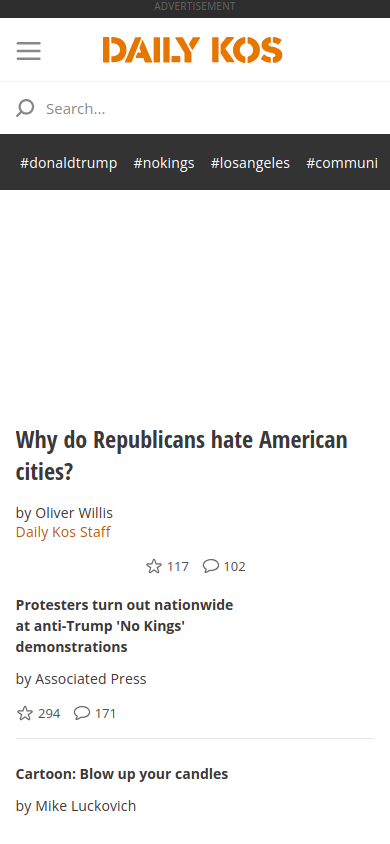 ADVERTISEMENT
DAILY KOS
Search...
#donaldtrump #nokings #losangeles #communi
Why do Republicans hate American
cities?
by Oliver Willis
Daily Kos Staff
117 102
Protesters turn out nationwide
at anti-Trump 'No Kings'
demonstrations
by Associated Press
294 171
Cartoon: Blow up your candles
by Mike Luckovich